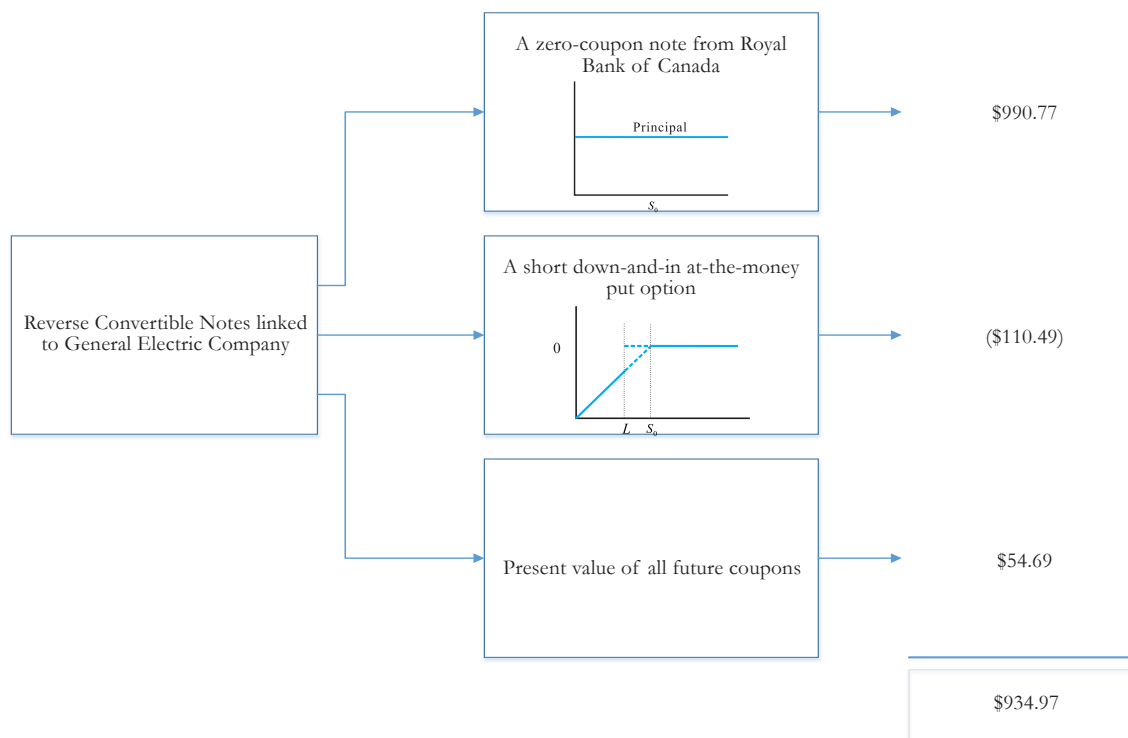 A zero-coupon note from Royal
Bank of Canada
Principal
S₀
$990.77
Reverse Convertible Notes linked
to General Electric Company
A short down-and-in at-the-money
put option
0
L S₀
($110.49)
Present value of all future coupons
$54.69
$934.97